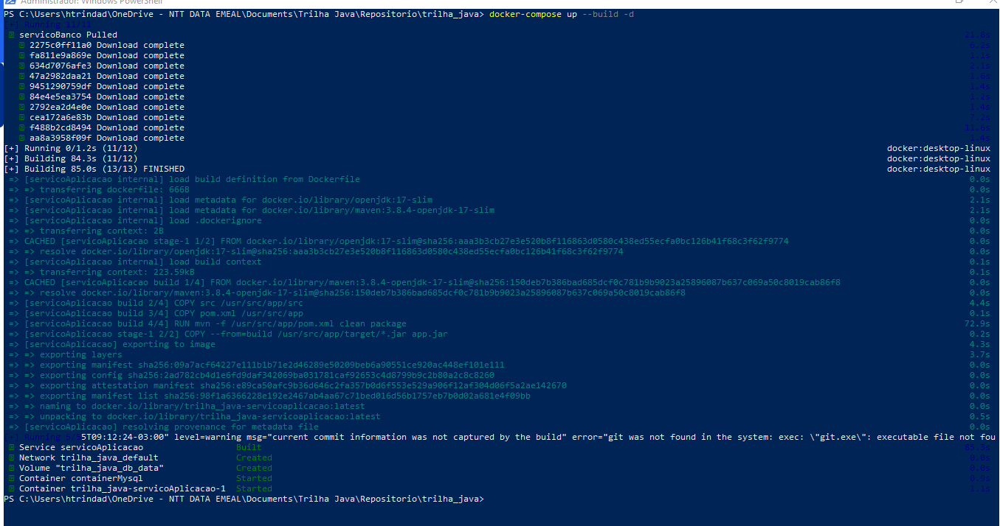 Administrador: Windows PowerShell
PS C:\Users\htrindad\OneDrive - NTT DATA EMEAL\Documents\Trilha Java\Repositorio\trilha_java> docker-compose up --build -d
[+] Running 11/11
servicoBanco Pulled 21.8s
2275c0ff11a0 Download complete 6.2s
fa811e9a869e Download complete 1.1s
634d7076afe3 Download complete 2.1s
47a2982daa21 Download complete 1.6s
9451290759df Download complete 1.4s
84e4e5ea3754 Download complete 1.2s
2792ea2d4e0e Download complete 1.4s
cea172a6e83b Download complete 7.2s
f488b2cd8494 Download complete 11.6s
aa8a3958f09f Download complete 1.4s
[+] Running 0/1.2s (11/12) docker:desktop-linux
[+] Building 84.3s (11/12) docker:desktop-linux
[+] Building 85.0s (13/13) FINISHED docker:desktop-linux
=> [servicoAplicacao internal] load build definition from Dockerfile 0.0s
=> => transferring dockerfile: 666B 0.0s
=> [servicoAplicacao internal] load metadata for docker.io/library/openjdk:17-slim 2.1s
=> [servicoAplicacao internal] load metadata for docker.io/library/maven:3.8.4-openjdk-17-slim 2.1s
=> [servicoAplicacao internal] load .dockerignore 0.0s
=> => transferring context: 2B 0.0s
=> CACHED [servicoAplicacao stage-1 1/2] FROM docker.io/library/openjdk:17-slim@sha256:aaa3b3cb27e3e520b8f116863d0580c438ed55ecfa0bc126b41f68c3f62f9774 0.0s
=> => resolve docker.io/library/openjdk:17-slim@sha256:aaa3b3cb27e3e520b8f116863d0580c438ed55ecfa0bc126b41f68c3f62f9774 0.0s
=> [servicoAplicacao internal] load build context 0.1s
=> => transferring context: 223.59kB 0.1s
=> CACHED [servicoAplicacao build 1/4] FROM docker.io/library/maven:3.8.4-openjdk-17-slim@sha256:150deb7b386bad685dcf0c781b9b9023a25896087b637c069a50c8019cab86f8 0.0s
=> => resolve docker.io/library/maven:3.8.4-openjdk-17-slim@sha256:150deb7b386bad685dcf0c781b9b9023a25896087b637c069a50c8019cab86f8 0.0s
=> [servicoAplicacao build 2/4] COPY src /usr/src/app/src 4.4s
=> [servicoAplicacao build 3/4] COPY pom.xml /usr/src/app 0.1s
=> [servicoAplicacao build 4/4] RUN mvn -f /usr/src/app/pom.xml clean package 72.9s
=> [servicoAplicacao stage-1 2/2] COPY --from=build /usr/src/app/target/*.jar app.jar 0.2s
=> [servicoAplicacao] exporting to image 4.3s
=> => exporting layers 3.7s
=> => exporting manifest sha256:09a7acf64227e111b1b71e2d46289e50209beb6a90551ce920ac448ef101e111 0.0s
=> => exporting config sha256:2ad782cb4d1e6fd9daf342069ba031781caf92653c4d8799b9c2b80a2c8c8260 0.0s
=> => exporting attestation manifest sha256:e89ca50afc9b36d646c2fa357b0d6f553e529a906f12af304d06f5a2ae142670 0.0s
=> => exporting manifest list sha256:98f1a6366228e192e2467ab4aa67c71bed016d56b1757eb7b0d02a681e4f09bb 0.0s
=> => naming to docker.io/library/trilha_java-servicoaplicacao:latest 0.0s
=> => unpacking to docker.io/library/trilha_java-servicoaplicacao:latest 0.5s
=> [servicoAplicacao] resolving provenance for metadata file 0.0s
[+] Running 5/5 5T09:12:24-03:00" level=warning msg="current commit information was not captured by the build" error="git was not found in the system: exec: \"git.exe\": executable file not fou
Service servicoAplicacao Built 85.3s
Network trilha_java_default Created 0.0s
Volume "trilha_java_db_data" Created 0.0s
Container containerMysql Started 0.9s
Container trilha_java-servicoAplicacao-1 Started 1.1s
PS C:\Users\htrindad\OneDrive - NTT DATA EMEAL\Documents\Trilha Java\Repositorio\trilha_java>